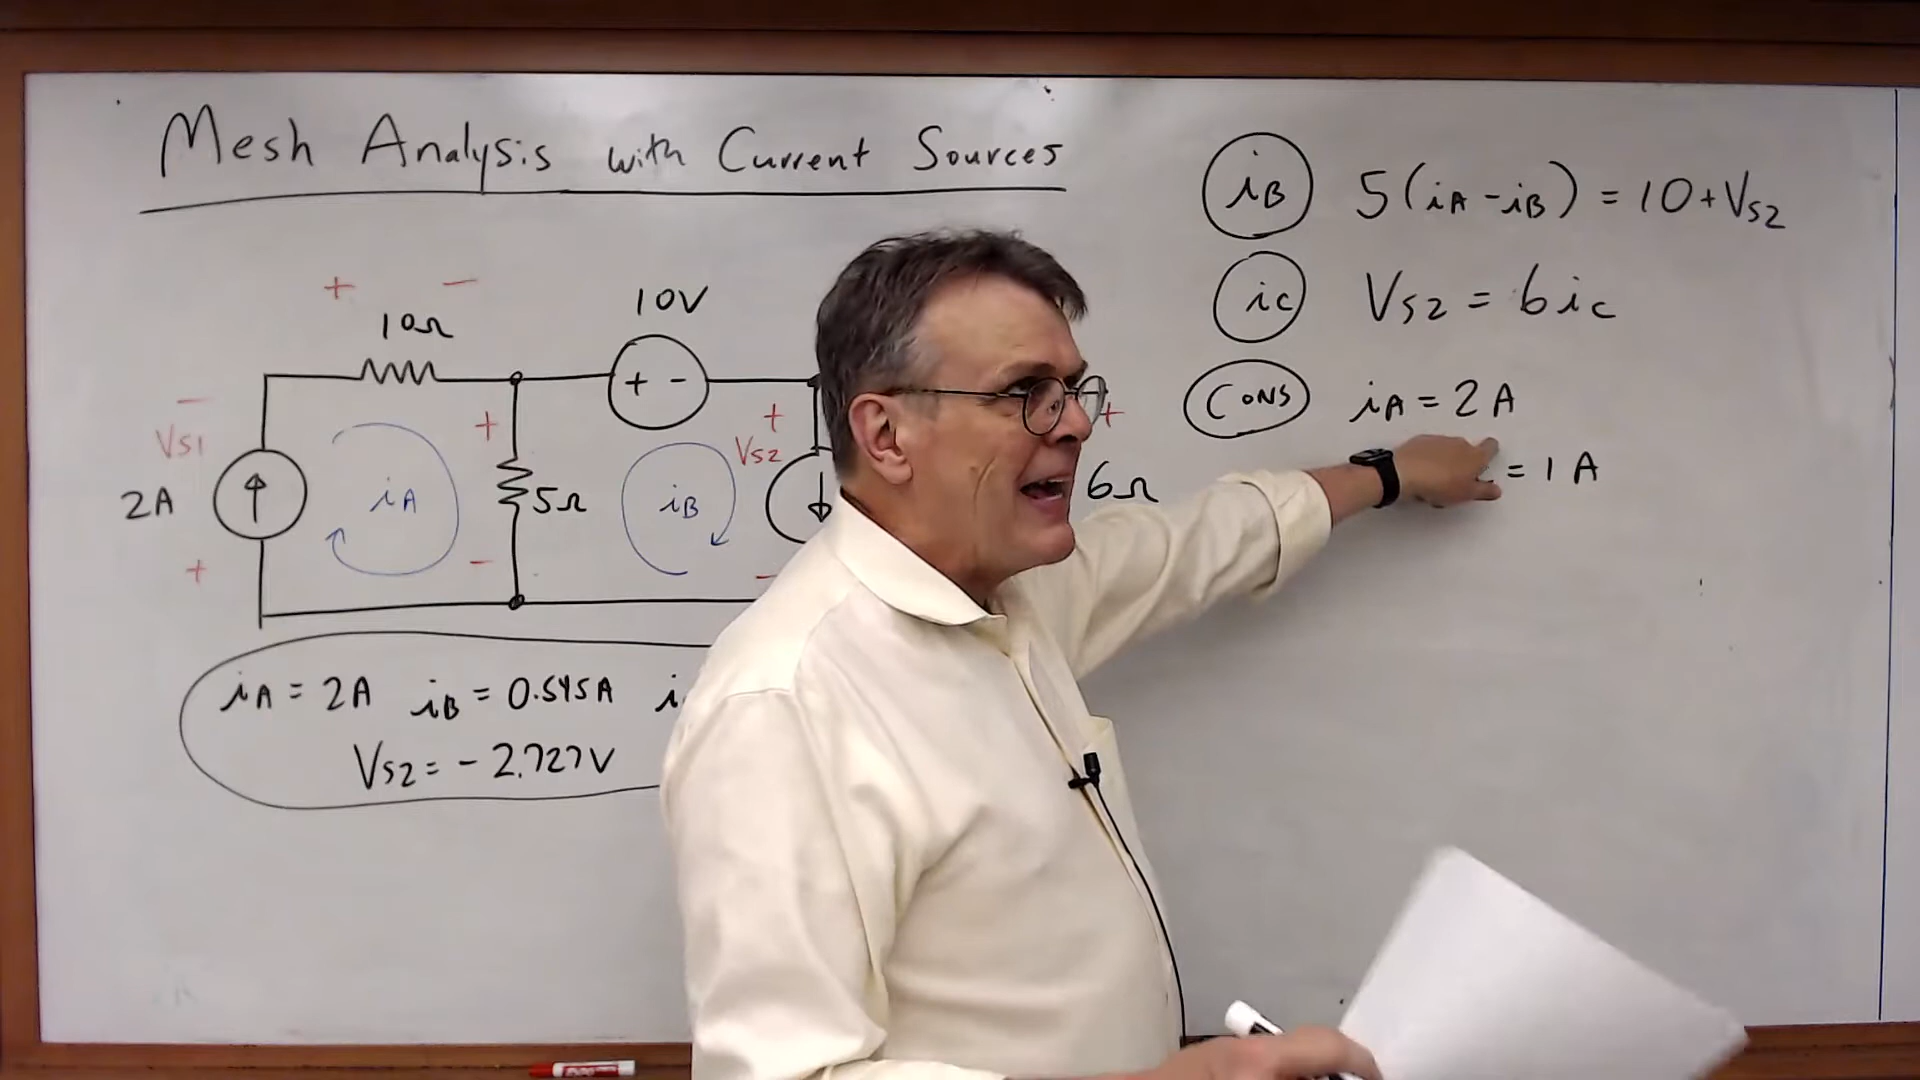 Mesh Analysis with Current Sources
iB 5(iA - iB) = 10 + VS2
iC VS2 = 6iC
CONS iA = 2A
= 1 A
+ -
10Ω
10V
+ -
-
VS1
2A
+
iA
+
5Ω
-
iB
+
VS2
-
+
6Ω
iA = 2A iB = 0.545A i
VS2 = - 2.727V